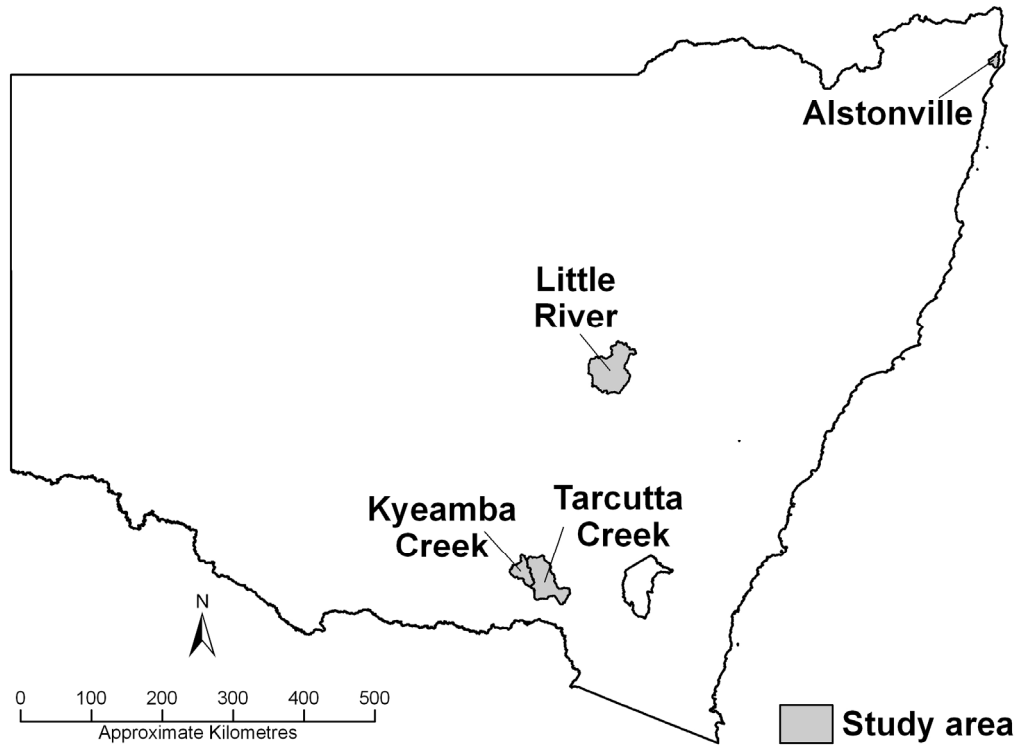 Alstonville
Little
River
Kyeamba
Creek
Tarcutta
Creek
N
0 100 200 300 400 500
Approximate Kilometres
Study area